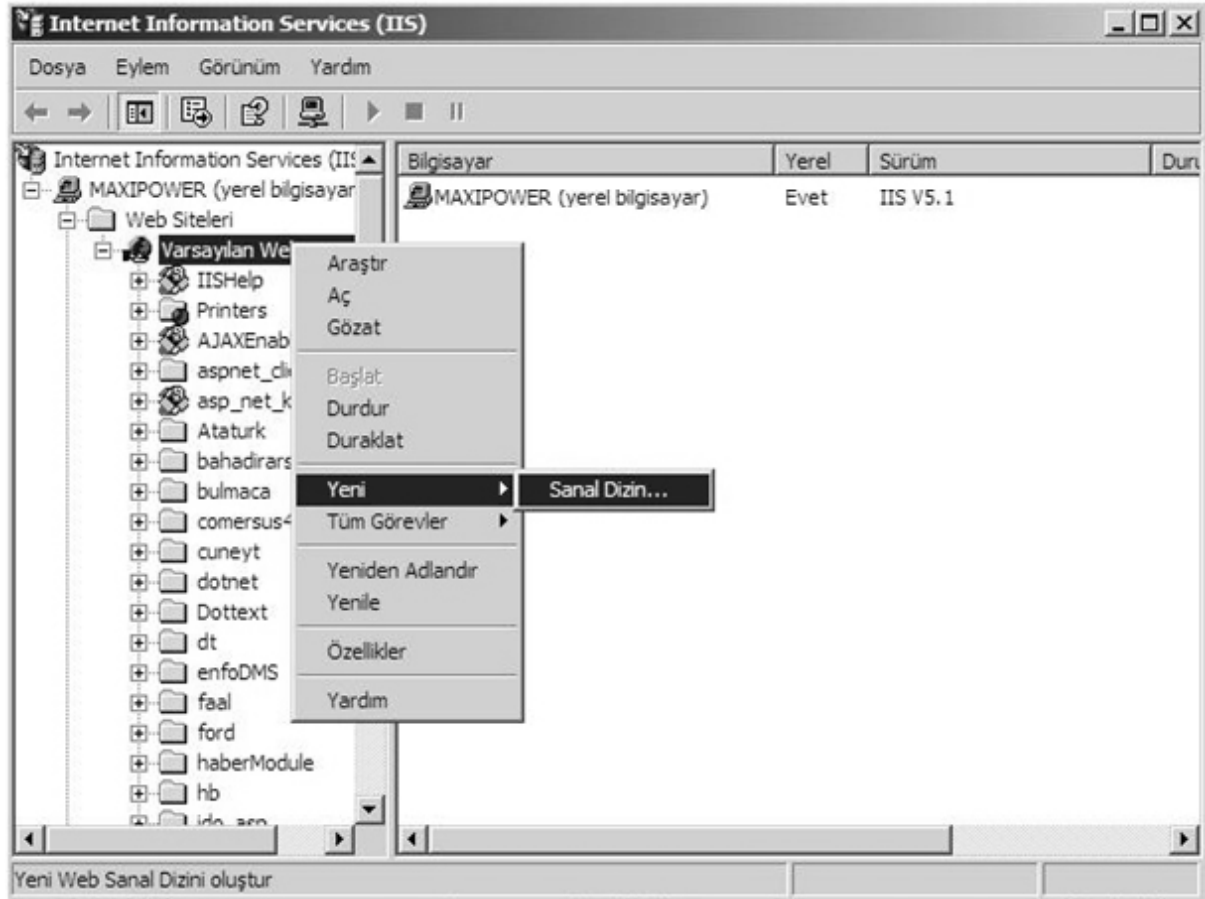 Internet Information Services (IIS)
Dosya Eylem Görünüm Yardım
Internet Information Services (IIS
MAXIPOWER (yerel bilgisayar
Web Siteleri
Varsayılan We
IISHelp
Printers
AJAXEnab
aspnet_cli
asp_net_k
Ataturk
bahadirars
bulmaca
comersus4
cuneyt
dotnet
Dottext
dt
enfoDMS
faal
ford
haberModule
hb
ido_asp
Araştır
Aç
Gözat
Başlat
Durdur
Duraklat
Yeni
Sanal Dizin...
Tüm Görevler
Yeniden Adlandır
Yenile
Özellikler
Yardım
Bilgisayar Yerel Sürüm Duru
MAXIPOWER (yerel bilgisayar) Evet IIS V5.1
Yeni Web Sanal Dizini oluştur